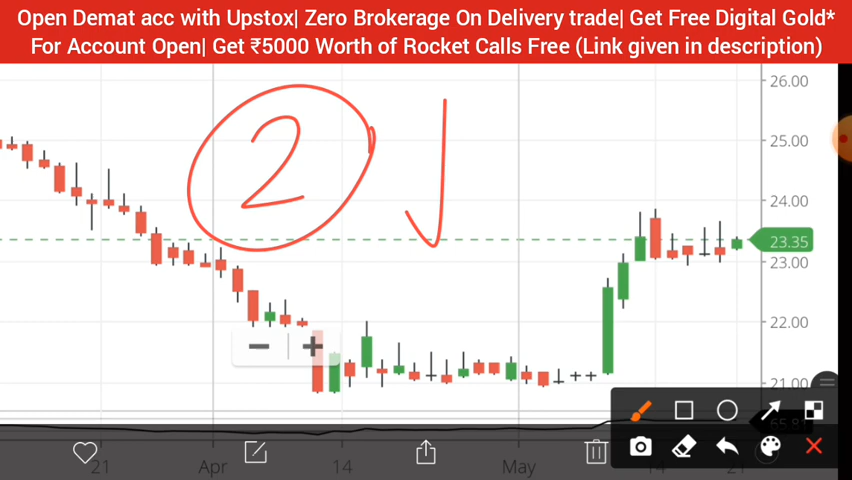 Open Demat acc with Upstox| Zero Brokerage On Delivery trade| Get Free Digital Gold*
For Account Open| Get ₹5000 Worth of Rocket Calls Free (Link given in description)
26.00
2
25.00
24.00
23.35
23.00
22.00
21.00
21
Apr
14
May